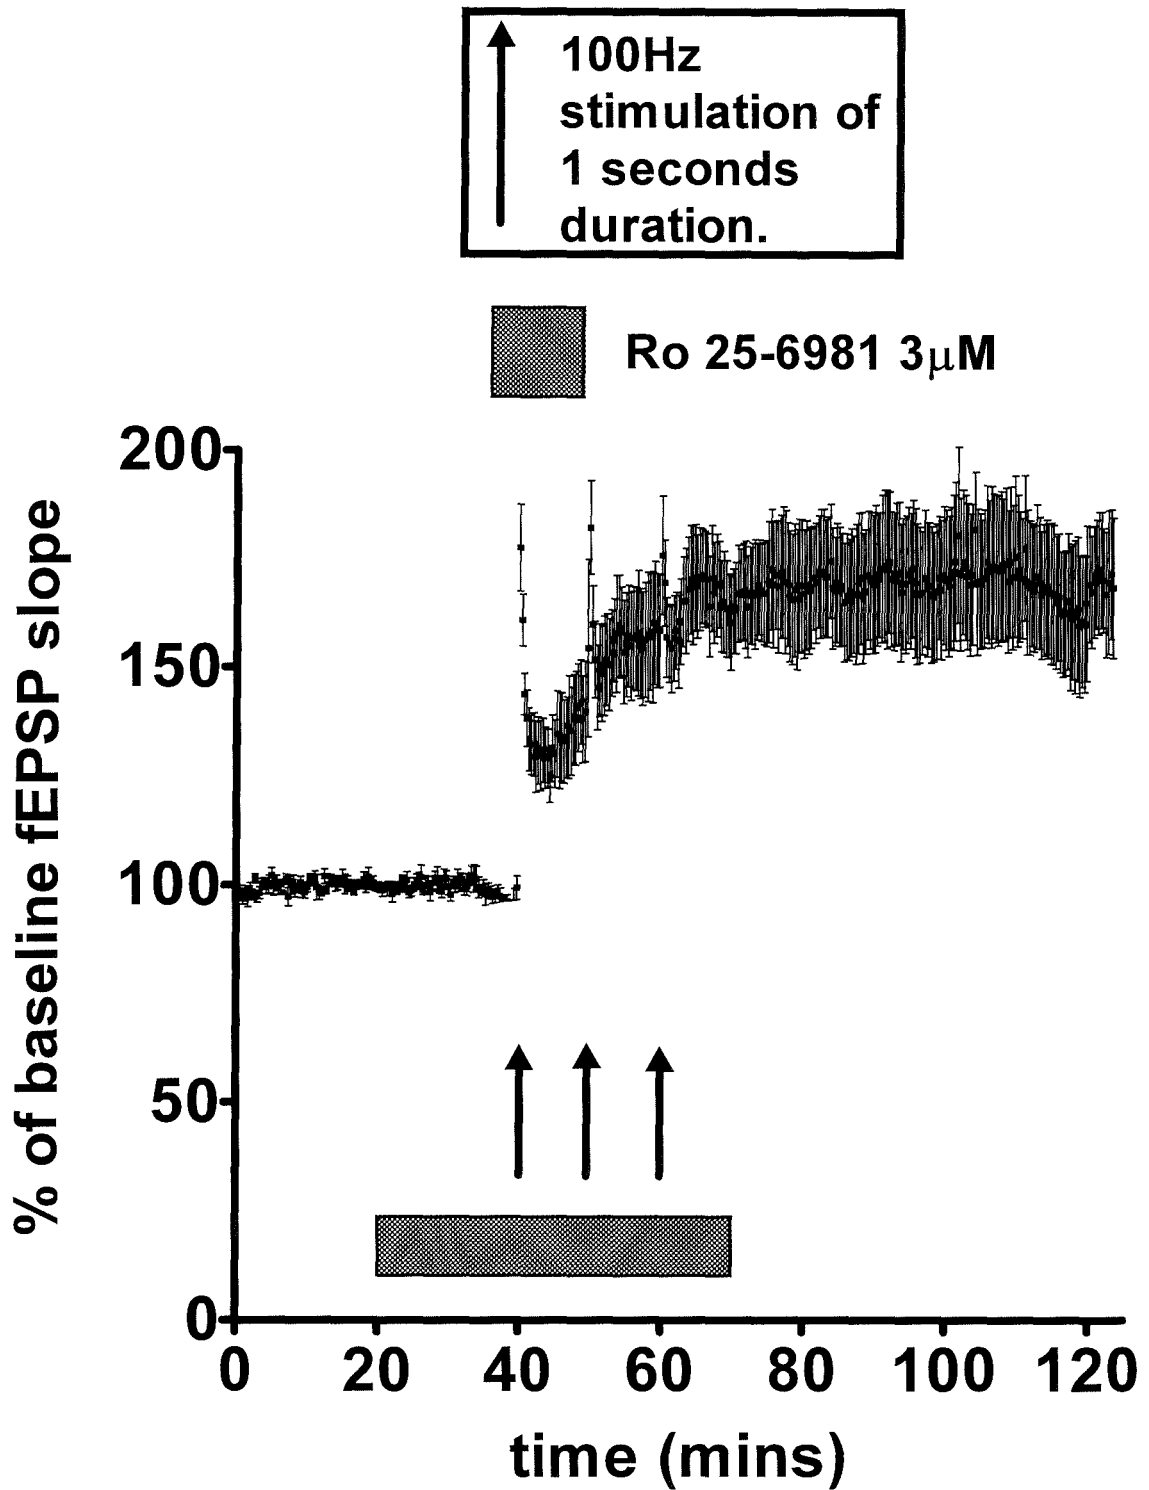 100Hz
stimulation of
1 seconds
duration.
Ro 25-6981 3μM
200
150
100
50
0
% of baseline fEPSP slope
0 20 40 60 80 100 120
time (mins)